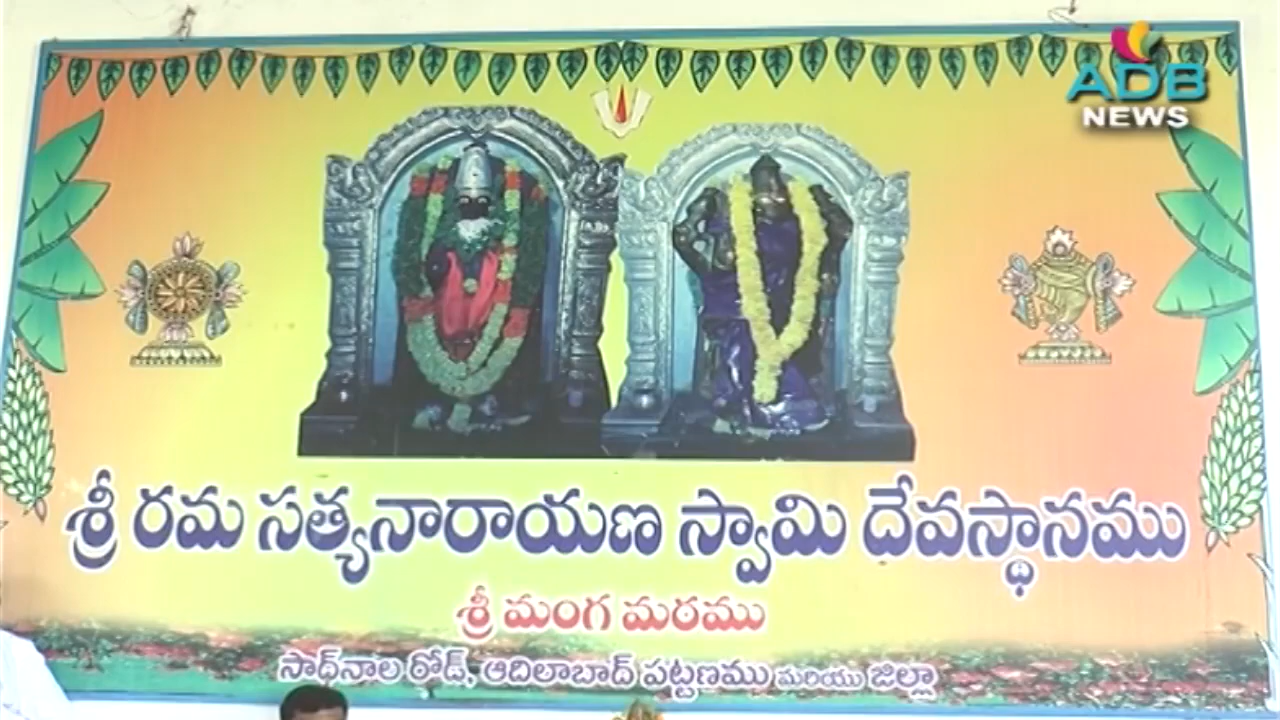 ADB
NEWS
శ్రీ రమ సత్యనారాయణ స్వామి దేవస్థానము
శ్రీ మంగ మఠము
సాధ్‌నాల రోడ్, ఆదిలాబాద్ పట్టణము మరియు జిల్లా